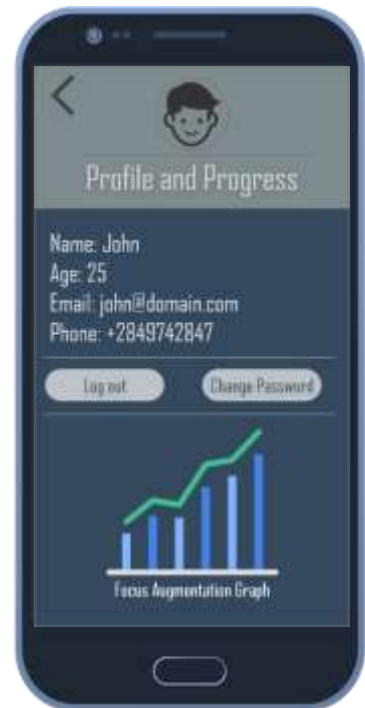 Profile and Progress
Name: John
Age: 25
Email: john@domain.com
Phone: +2849742847
Log out
Change Password
Focus Augmentation Graph